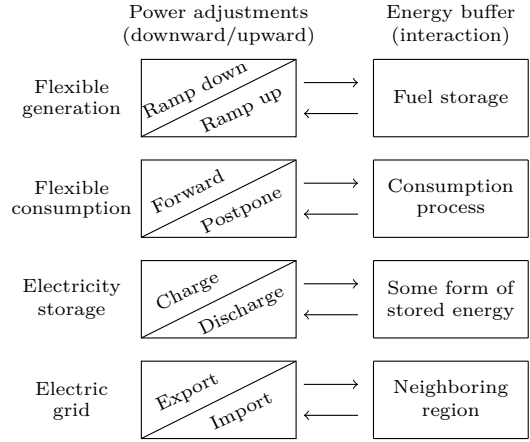 Power adjustments
(downward/upward)
Energy buffer
(interaction)
Flexible
generation
Ramp down
Ramp up
Fuel storage
Flexible
consumption
Forward
Postpone
Consumption
process
Electricity
storage
Charge
Discharge
Some form of
stored energy
Electric
grid
Export
Import
Neighboring
region